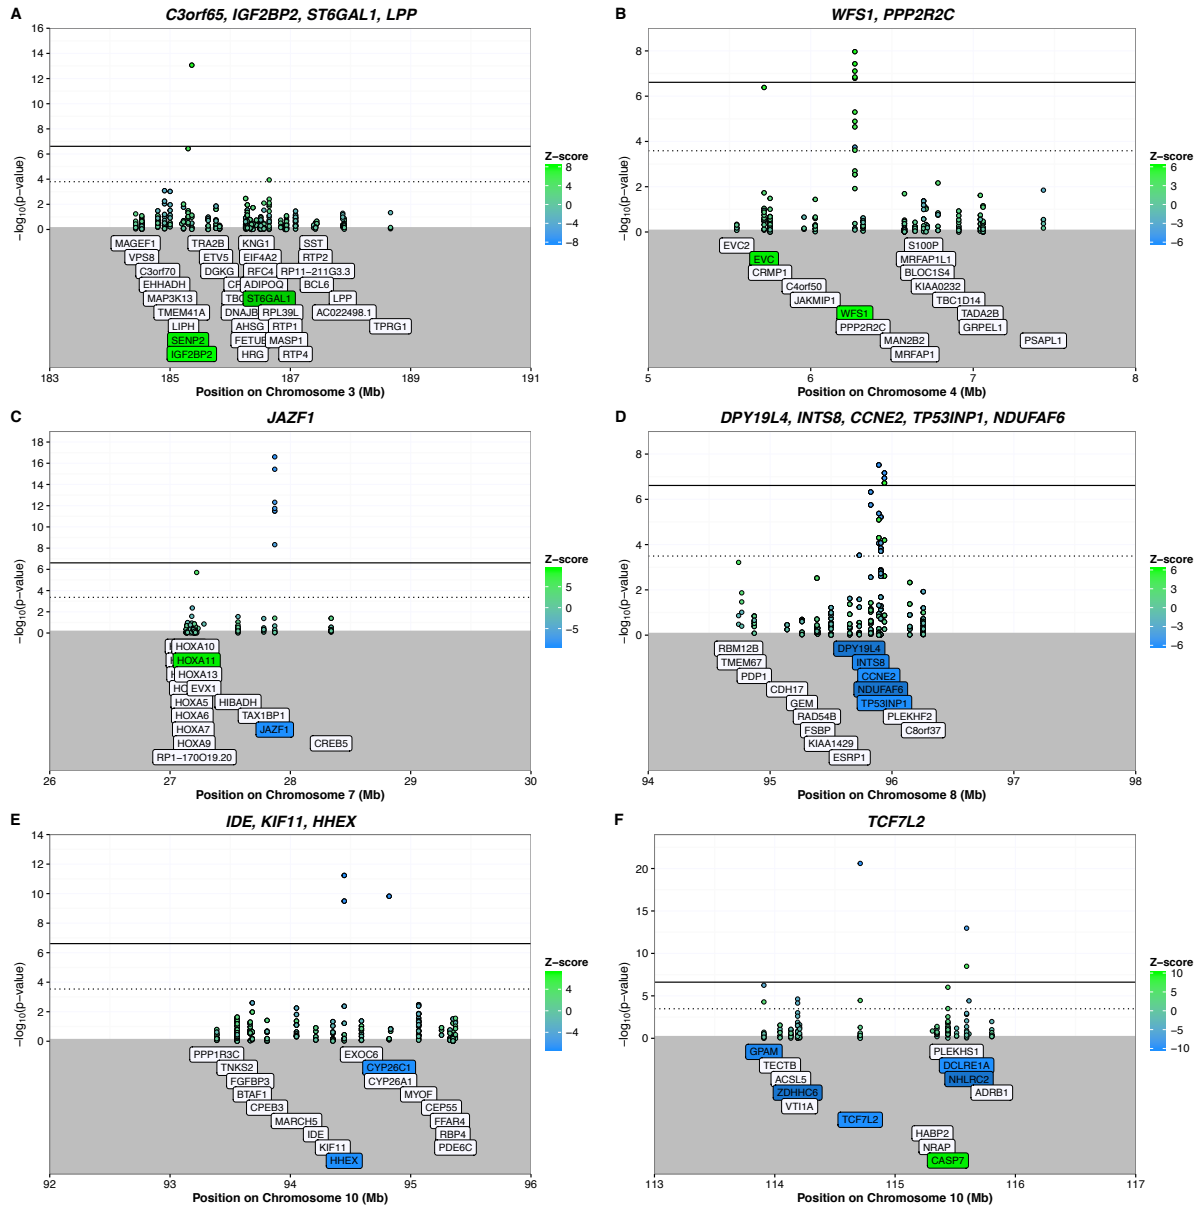 A
C3orf65, IGF2BP2, ST6GAL1, LPP
16
14
12
10
8
6
4
2
0
−log10(p−value)
MAGEF1
TRA2B
KNG1
SST
VPS8
ETV5
EIF4A2
RTP2
C3orf70
DGKG
RFC4
RP11−211G3.3
EHHADH
ADIPOQ
BCL6
MAP3K13
ST6GAL1
LPP
TMEM41A
DNAJB
RPL39L
AC022498.1
LIPH
AHSG
RTP1
TPRG1
SENP2
FETUB
MASP1
IGF2BP2
HRG
RTP4
183
185
187
189
191
Position on Chromosome 3 (Mb)
Z−score
8
4
0
−4
−8
B
WFS1, PPP2R2C
8
6
4
2
0
−log10(p−value)
EVC2
S100P
EVC
MRFAP1L1
CRMP1
BLOC1S4
C4orf50
KIAA0232
JAKMIP1
TBC1D14
WFS1
TADA2B
PPP2R2C
GRPEL1
MAN2B2
PSAPL1
MRFAP1
5
6
7
8
Position on Chromosome 4 (Mb)
Z−score
6
3
0
−3
−6
C
JAZF1
18
16
14
12
10
8
6
4
2
0
−log10(p−value)
HOXA10
HOXA11
HOXA13
EVX1
HOXA5
HIBADH
HOXA6
TAX1BP1
HOXA7
JAZF1
HOXA9
CREB5
RP1−170O19.20
26
27
28
29
30
Position on Chromosome 7 (Mb)
Z−score
5
0
−5
D
DPY19L4, INTS8, CCNE2, TP53INP1, NDUFAF6
8
6
4
2
0
−log10(p−value)
RBM12B
DPY19L4
TMEM67
INTS8
PDP1
CCNE2
CDH17
NDUFAF6
GEM
TP53INP1
RAD54B
PLEKHF2
FSBP
C8orf37
KIAA1429
ESRP1
94
95
96
97
98
Position on Chromosome 8 (Mb)
Z−score
6
3
0
−3
−6
E
IDE, KIF11, HHEX
14
12
10
8
6
4
2
0
−log10(p−value)
PPP1R3C
EXOC6
TNKS2
CYP26C1
FGFBP3
CYP26A1
BTAF1
MYOF
CPEB3
CEP55
MARCH5
FFAR4
IDE
RBP4
KIF11
PDE6C
HHEX
92
93
94
95
96
Position on Chromosome 10 (Mb)
Z−score
4
0
−4
F
TCF7L2
20
15
10
5
0
−log10(p−value)
GPAM
PLEKHS1
TECTB
DCLRE1A
ACSL5
NHLRC2
ZDHHC6
ADRB1
VTI1A
TCF7L2
HABP2
NRAP
CASP7
113
114
115
116
117
Position on Chromosome 10 (Mb)
Z−score
10
5
0
−5
−10